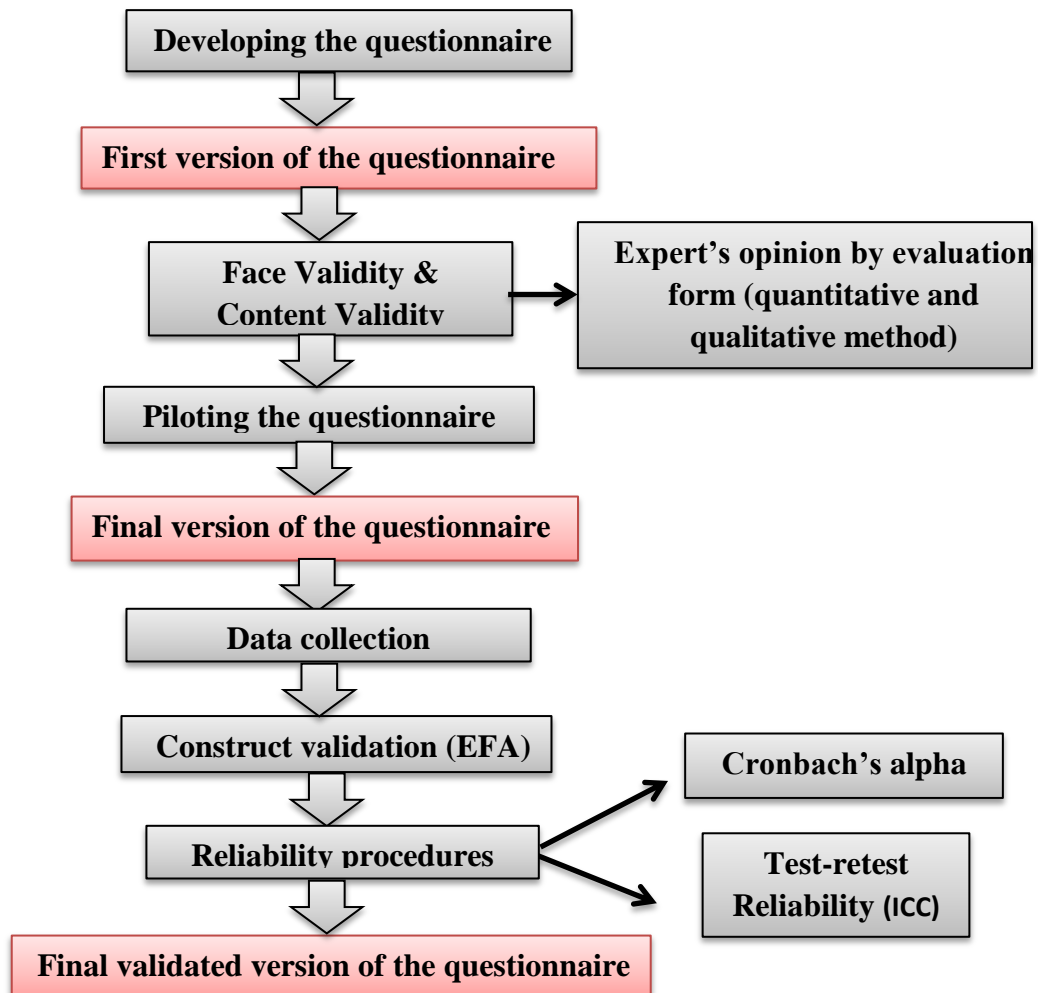 Developing the questionnaire
First version of the questionnaire
Face Validity &
Content Validity
Expert’s opinion by evaluation
form (quantitative and
qualitative method)
Piloting the questionnaire
Final version of the questionnaire
Data collection
Construct validation (EFA)
Cronbach’s alpha
Reliability procedures
Test-retest
Reliability (ICC)
Final validated version of the questionnaire